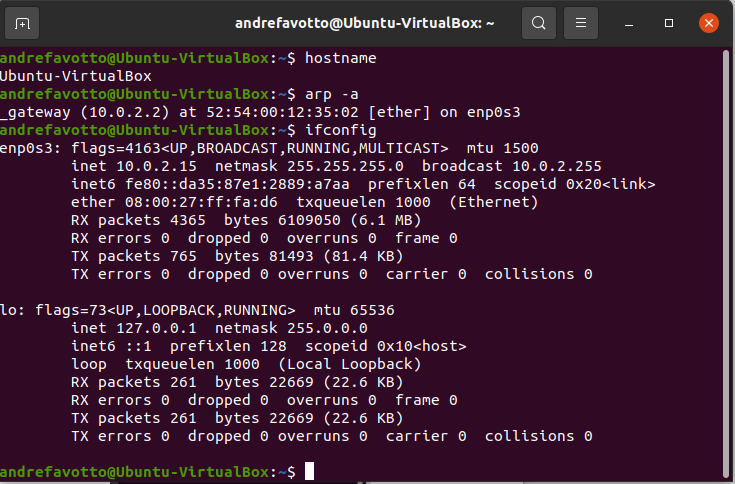 andrefavotto@Ubuntu-VirtualBox: ~
andrefavotto@Ubuntu-VirtualBox:~$ hostname
Ubuntu-VirtualBox
andrefavotto@Ubuntu-VirtualBox:~$ arp -a
_gateway (10.0.2.2) at 52:54:00:12:35:02 [ether] on enp0s3
andrefavotto@Ubuntu-VirtualBox:~$ ifconfig
enp0s3: flags=4163<UP,BROADCAST,RUNNING,MULTICAST>  mtu 1500
        inet 10.0.2.15  netmask 255.255.255.0  broadcast 10.0.2.255
        inet6 fe80::da35:87e1:2889:a7aa  prefixlen 64  scopeid 0x20<link>
        ether 08:00:27:ff:fa:d6  txqueuelen 1000  (Ethernet)
        RX packets 4365  bytes 6109050 (6.1 MB)
        RX errors 0  dropped 0  overruns 0  frame 0
        TX packets 765  bytes 81493 (81.4 KB)
        TX errors 0  dropped 0 overruns 0  carrier 0  collisions 0

lo: flags=73<UP,LOOPBACK,RUNNING>  mtu 65536
        inet 127.0.0.1  netmask 255.0.0.0
        inet6 ::1  prefixlen 128  scopeid 0x10<host>
        loop  txqueuelen 1000  (Local Loopback)
        RX packets 261  bytes 22669 (22.6 KB)
        RX errors 0  dropped 0  overruns 0  frame 0
        TX packets 261  bytes 22669 (22.6 KB)
        TX errors 0  dropped 0 overruns 0  carrier 0  collisions 0

andrefavotto@Ubuntu-VirtualBox:~$